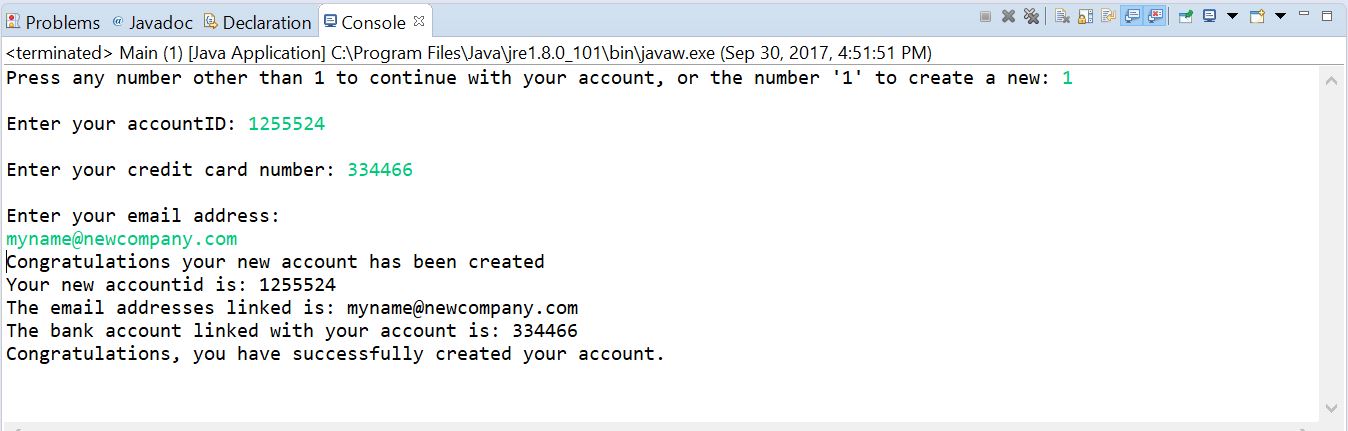 Problems @ Javadoc Declaration Console
<terminated> Main (1) [Java Application] C:\Program Files\Java\jre1.8.0_101\bin\javaw.exe (Sep 30, 2017, 4:51:51 PM)
Press any number other than 1 to continue with your account, or the number '1' to create a new: 1
Enter your accountID: 1255524
Enter your credit card number: 334466
Enter your email address:
myname@newcompany.com
Congratulations your new account has been created
Your new accountid is: 1255524
The email addresses linked is: myname@newcompany.com
The bank account linked with your account is: 334466
Congratulations, you have successfully created your account.